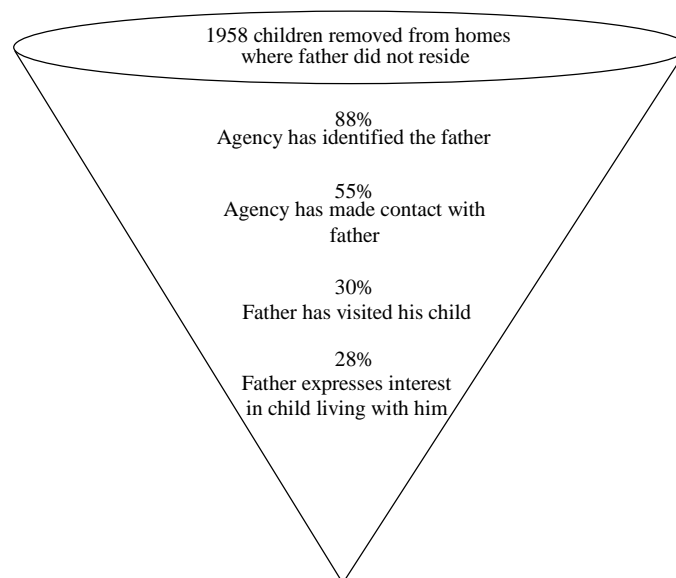 1958 children removed from homes
where father did not reside
88%
Agency has identified the father
55%
Agency has made contact with
father
30%
Father has visited his child
28%
Father expresses interest
in child living with him